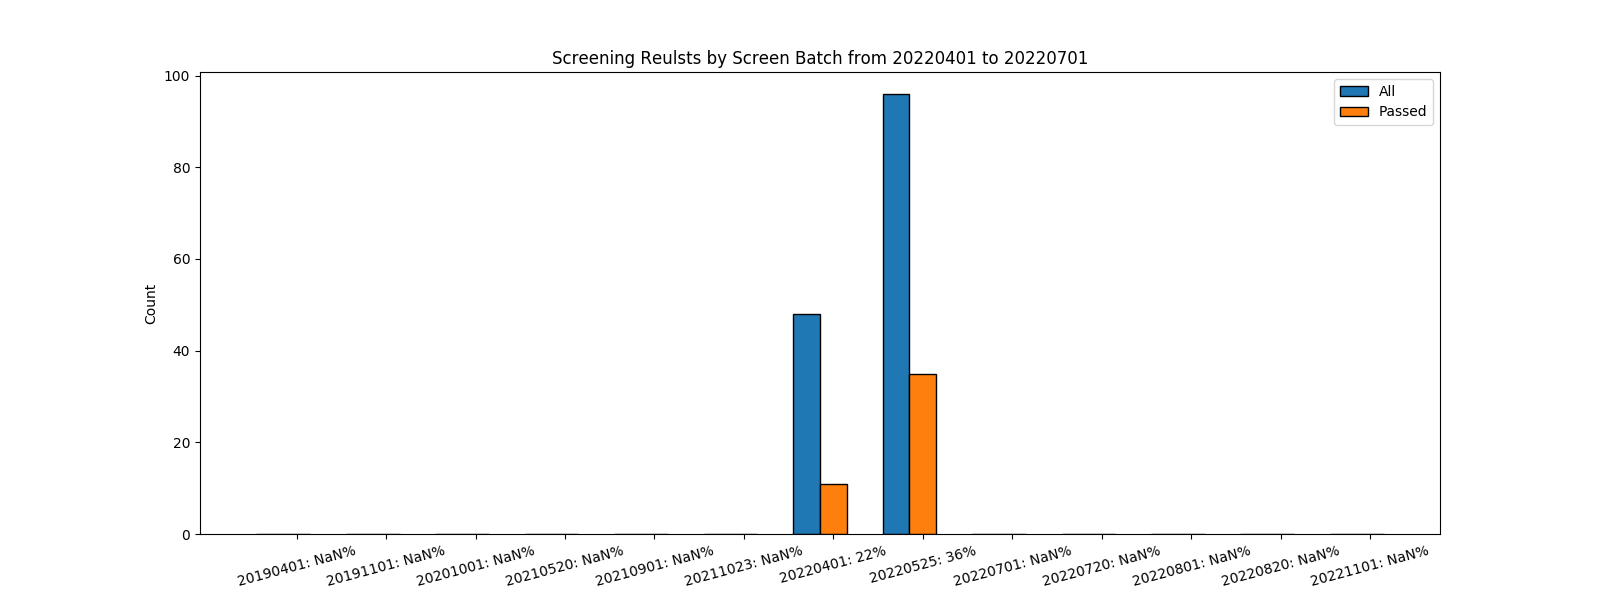 Screening Reulsts by Screen Batch from 20220401 to 20220701
100
80
60
40
20
0
Count
All
Passed
20190401: NaN%
20191101: NaN%
20201001: NaN%
20210520: NaN%
20210901: NaN%
20211023: NaN%
20220401: 22%
20220525: 36%
20220701: NaN%
20220720: NaN%
20220801: NaN%
20220820: NaN%
20221101: NaN%